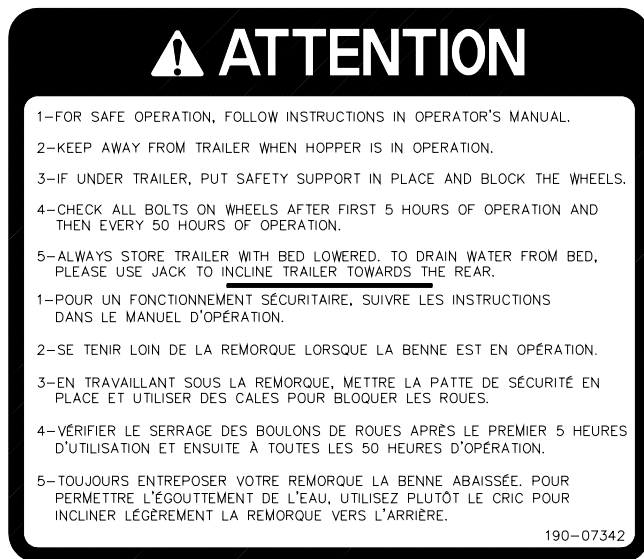 ATTENTION
1-FOR SAFE OPERATION, FOLLOW INSTRUCTIONS IN OPERATOR'S MANUAL.
2-KEEP AWAY FROM TRAILER WHEN HOPPER IS IN OPERATION.
3-IF UNDER TRAILER, PUT SAFETY SUPPORT IN PLACE AND BLOCK THE WHEELS.
4-CHECK ALL BOLTS ON WHEELS AFTER FIRST 5 HOURS OF OPERATION AND
THEN EVERY 50 HOURS OF OPERATION.
5-ALWAYS STORE TRAILER WITH BED LOWERED. TO DRAIN WATER FROM BED,
PLEASE USE JACK TO INCLINE TRAILER TOWARDS THE REAR.
1-POUR UN FONCTIONNEMENT SÉCURITAIRE, SUIVRE LES INSTRUCTIONS
DANS LE MANUEL D'OPÉRATION.
2-SE TENIR LOIN DE LA REMORQUE LORSQUE LA BENNE EST EN OPÉRATION.
3-EN TRAVAILLANT SOUS LA REMORQUE, METTRE LA PATTE DE SÉCURITÉ EN
PLACE ET UTILISER DES CALES POUR BLOQUER LES ROUES.
4-VÉRIFIER LE SERRAGE DES BOULONS DE ROUES APRÈS LE PREMIER 5 HEURES
D'UTILISATION ET ENSUITE À TOUTES LES 50 HEURES D'OPÉRATION.
5-TOUJOURS ENTREPOSER VOTRE REMORQUE LA BENNE ABAISSÉE. POUR
PERMETTRE L'ÉGOUTTEMENT DE L'EAU, UTILISEZ PLUTÔT LE CRIC POUR
INCLINER LÉGÈREMENT LA REMORQUE VERS L'ARRIÈRE.
190-07342